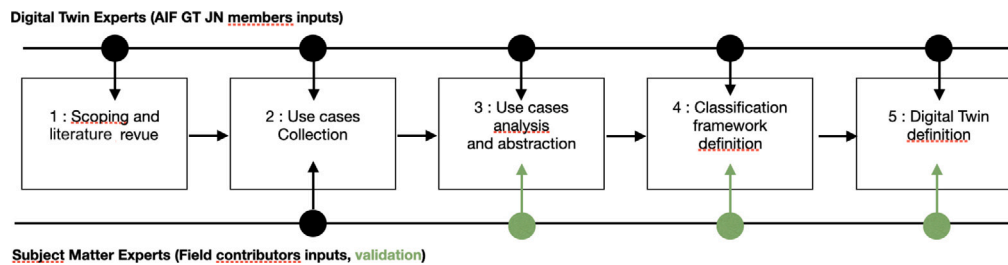 Digital Twin Experts (AIF GT JN members inputs)
1 : Scoping and
literature revue
2 : Use cases
Collection
3 : Use cases
analysis
and abstraction
4 : Classification
framework
definition
5 : Digital Twin
definition
Subject Matter Experts (Field contributors inputs, validation)